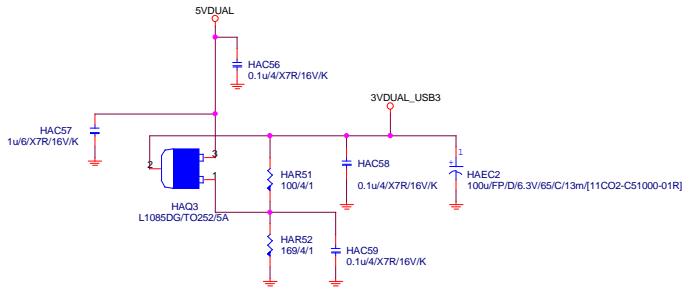 5VDUAL
HAC56
0.1u/4/X7R/16V/K
3VDUAL_USB3
HAC57
1u/6/X7R/16V/K
2
3
1
HAQ3
L1085DG/TO252/5A
HAR51
100/4/1
HAC58
0.1u/4/X7R/16V/K
1
+
HAEC2
100u/FP/D/6.3V/65/C/13m/[11CO2-C51000-01R]
HAR52
169/4/1
HAC59
0.1u/4/X7R/16V/K